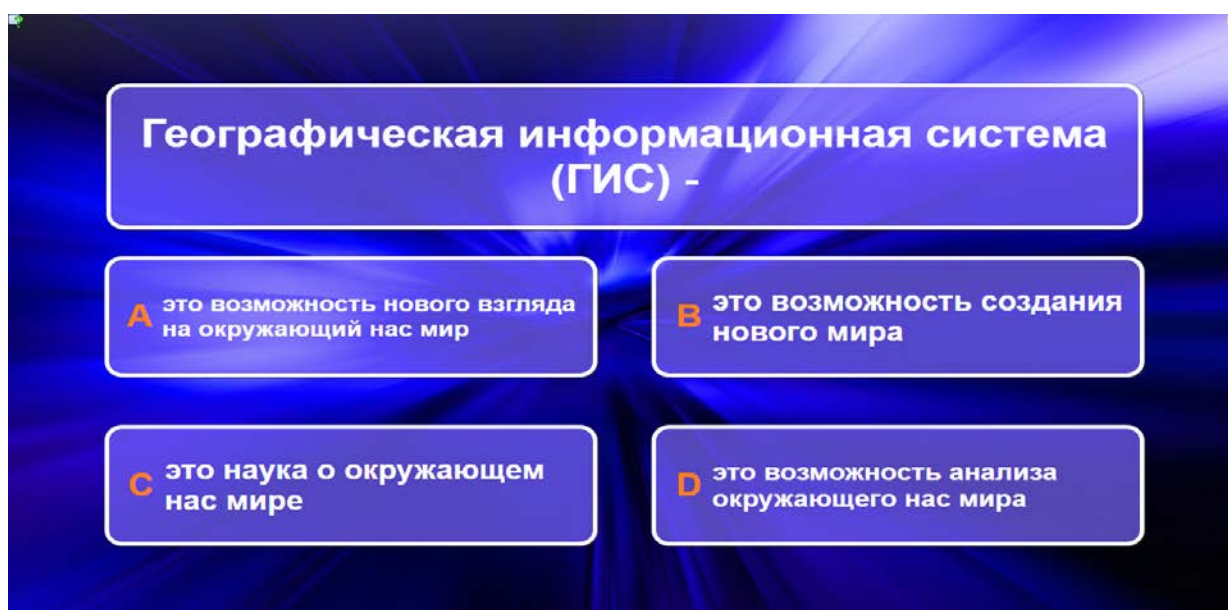 Географическая информационная система
(ГИС) -
A это возможность нового взгляда
на окружающий нас мир
B это возможность создания
нового мира
C это наука о окружающем
нас мире
D это возможность анализа
окружающего нас мира